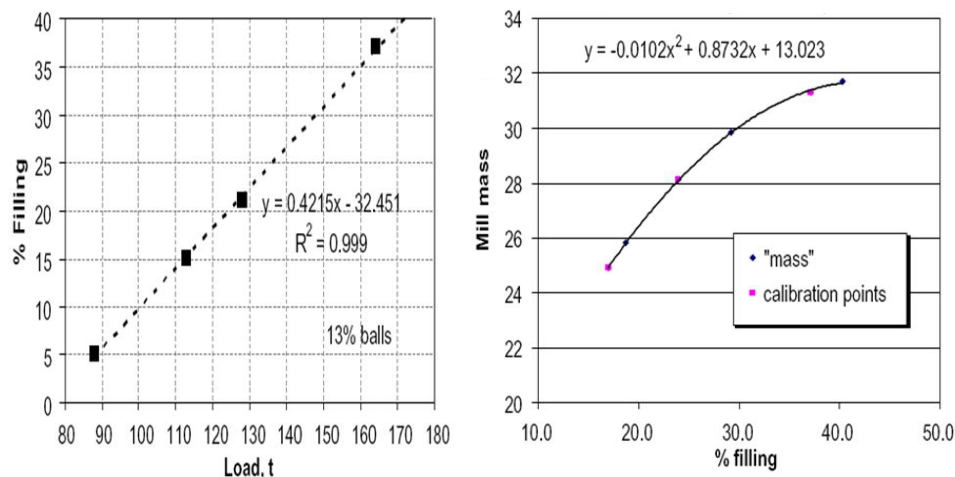 40
35
30
25
20
15
10
5
0
% Filling
y = 0.4215x - 32.451
R² = 0.999
13% balls
80 90 100 110 120 130 140 150 160 170 180
Load, t
34
32
30
28
26
24
22
20
Mill mass
y = -0.0102x² + 0.8732x + 13.023
"mass"
calibration points
10.0 20.0 30.0 40.0 50.0
% filling